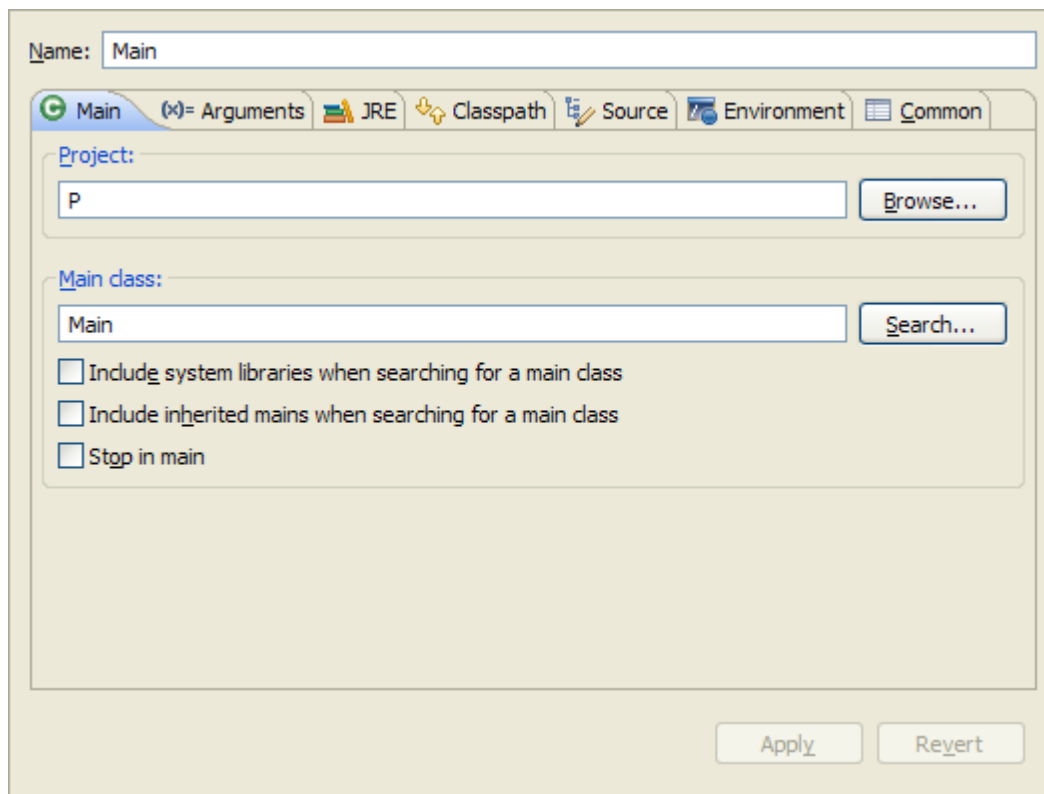 Name: Main
Main (x)= Arguments JRE Classpath Source Environment Common
Project:
P Browse...
Main class:
Main Search...
Include system libraries when searching for a main class
Include inherited mains when searching for a main class
Stop in main
Apply Revert